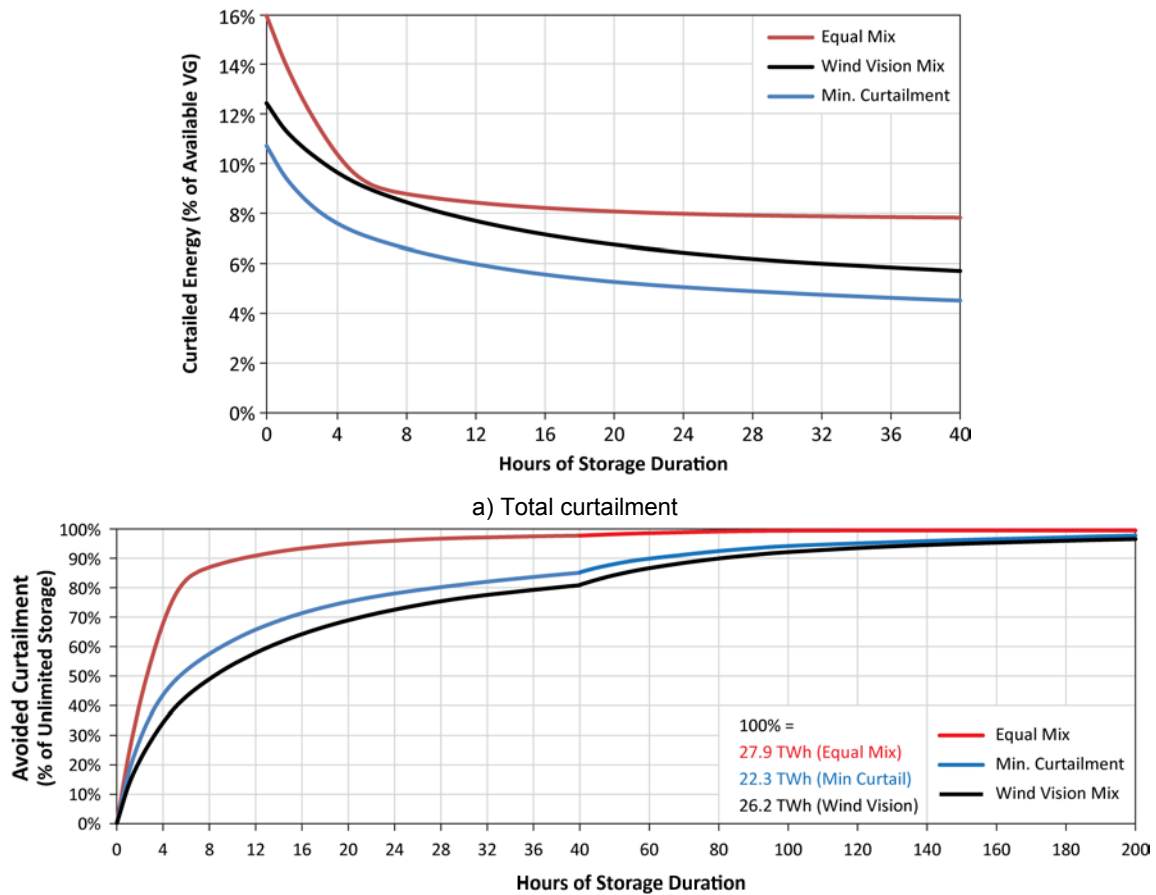 16%
14%
12%
10%
8%
6%
4%
2%
0%
Curtailed Energy (% of Available VG)
Equal Mix
Wind Vision Mix
Min. Curtailment
0 4 8 12 16 20 24 28 32 36 40
Hours of Storage Duration
a) Total curtailment
100%
90%
80%
70%
60%
50%
40%
30%
20%
10%
0%
Avoided Curtailment
(% of Unlimited Storage)
100% =
27.9 TWh (Equal Mix)
22.3 TWh (Min Curtail)
26.2 TWh (Wind Vision)
Equal Mix
Min. Curtailment
Wind Vision Mix
0 4 8 12 16 20 24 28 32 36 40 60 80 100 120 140 160 180 200
Hours of Storage Duration